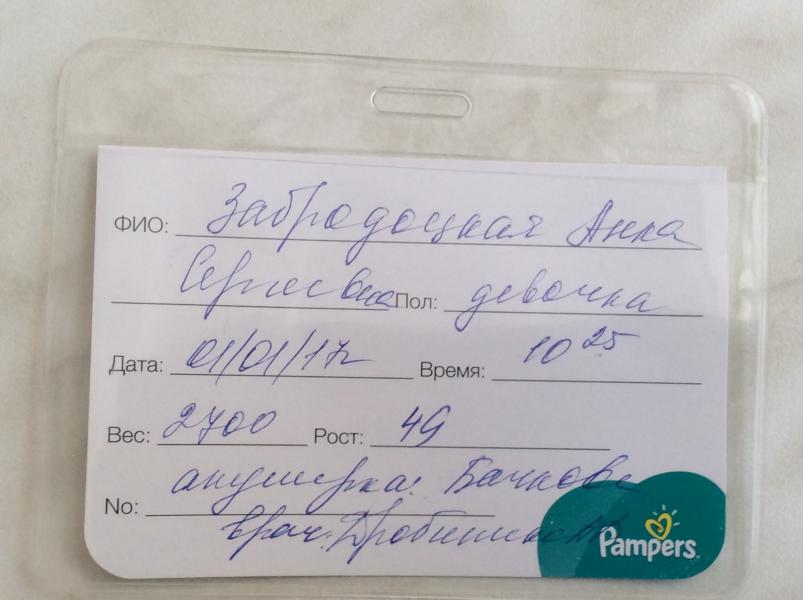 ФИО: Забродоцкая Анна
Сергеевна Пол: девочка
Дата: 01/01/17г Время: 10 25
Вес: 2700 Рост: 49
No: акушерка: Бачкова
врач:
Pampers.